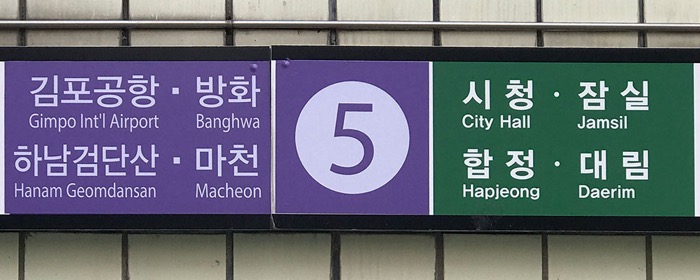 김포공항 · 방화
Gimpo Int'l Airport Banghwa
하남검단산 · 마천
Hanam Geomdansan Macheon
5
시청 · 잠실
City Hall Jamsil
합정 · 대림
Hapjeong Daerim